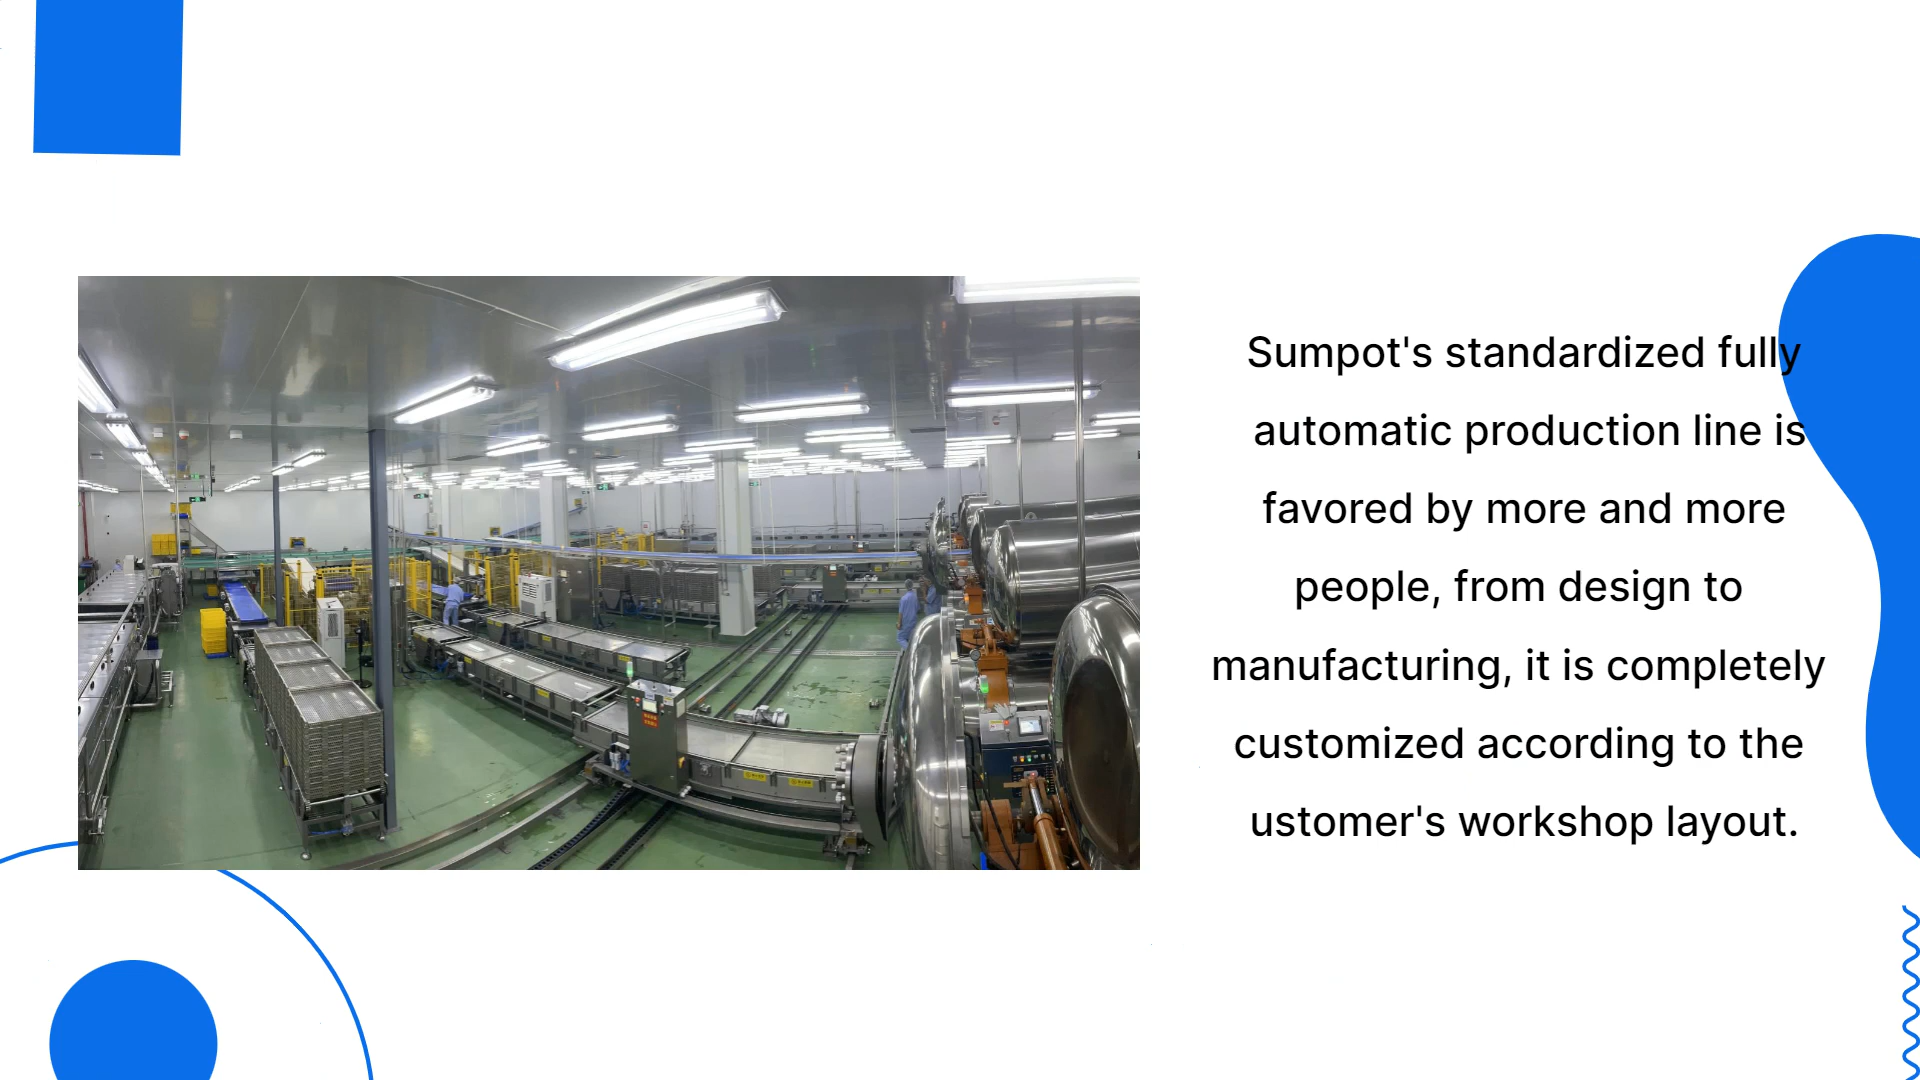 Sumpot's standardized fully
automatic production line is
favored by more and more
people, from design to
manufacturing, it is completely
customized according to the
ustomer's workshop layout.